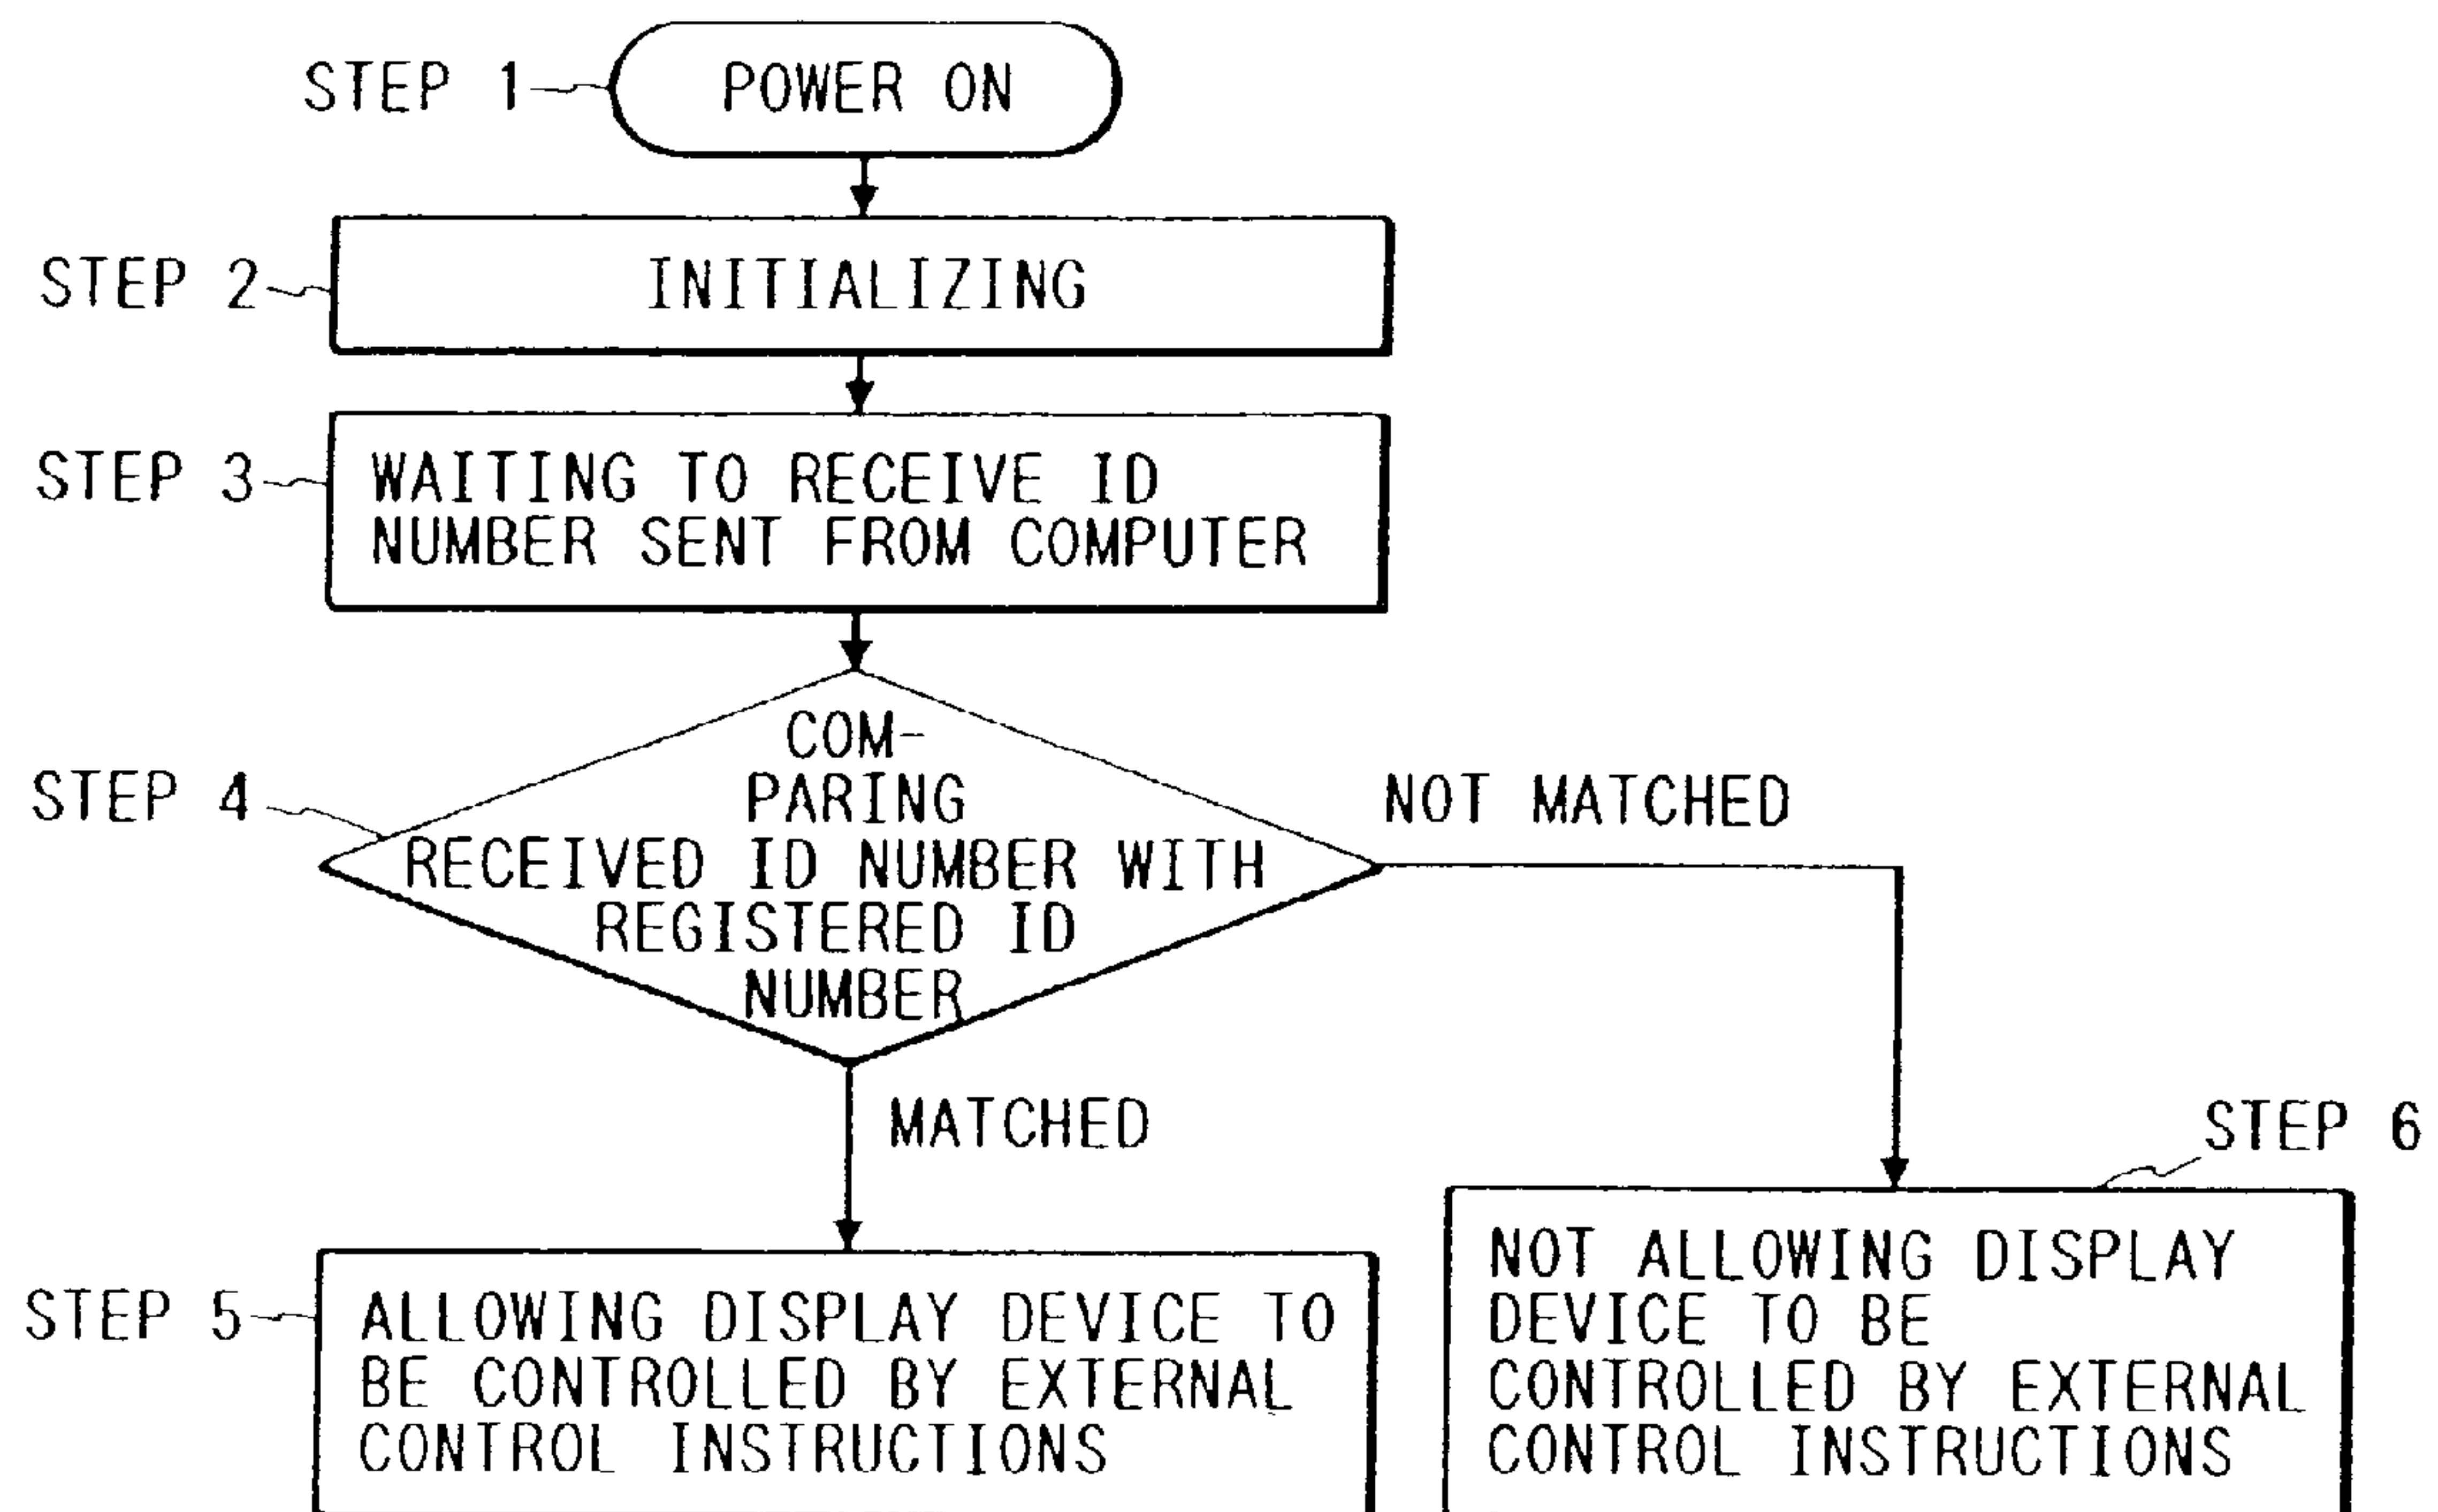 STEP 1
POWER ON
STEP 2
INITIALIZING
STEP 3
WAITING TO RECEIVE ID
NUMBER SENT FROM COMPUTER
STEP 4
COM-
PARING
RECEIVED ID NUMBER WITH
REGISTERED ID
NUMBER
NOT MATCHED
MATCHED
STEP 5
ALLOWING DISPLAY DEVICE TO
BE CONTROLLED BY EXTERNAL
CONTROL INSTRUCTIONS
STEP 6
NOT ALLOWING DISPLAY
DEVICE TO BE
CONTROLLED BY EXTERNAL
CONTROL INSTRUCTIONS